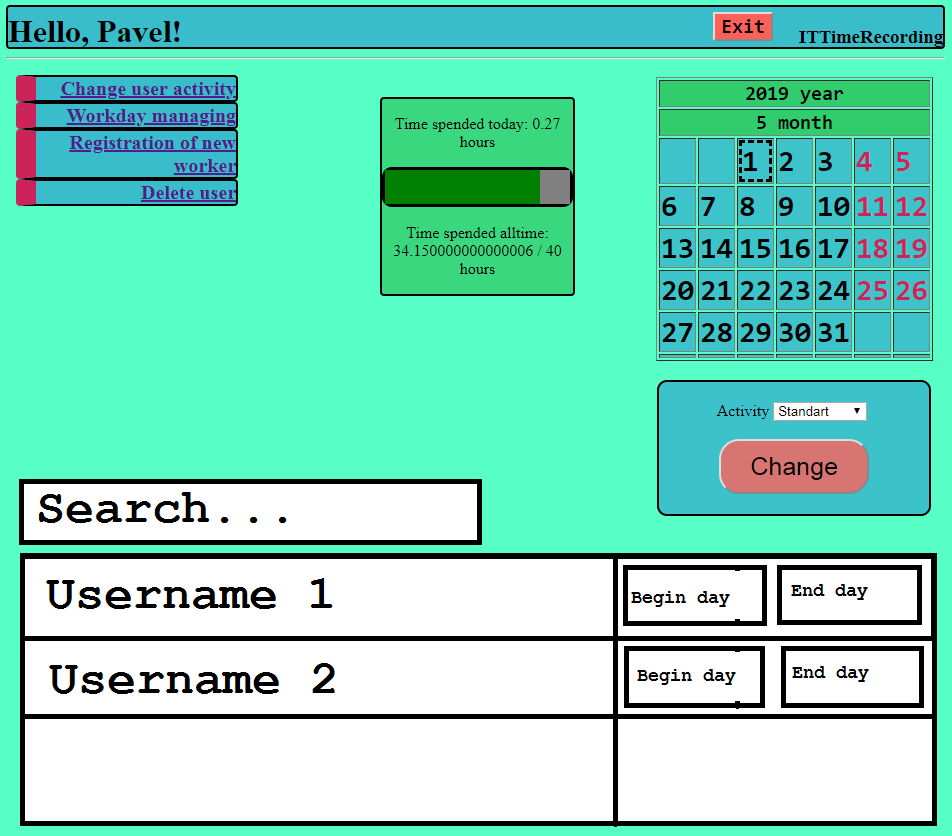 Hello, Pavel!
Exit
ITTimeRecording
Change user activity
Workday managing
Registration of new
worker
Delete user
Time spended today: 0.27
hours
Time spended alltime:
34.150000000000006 / 40
hours
2019 year
5 month
1 2 3 4 5
6 7 8 9 10 11 12
13 14 15 16 17 18 19
20 21 22 23 24 25 26
27 28 29 30 31
Activity Standart
Change
Search...
Username 1
Begin day
End day
Username 2
Begin day
End day